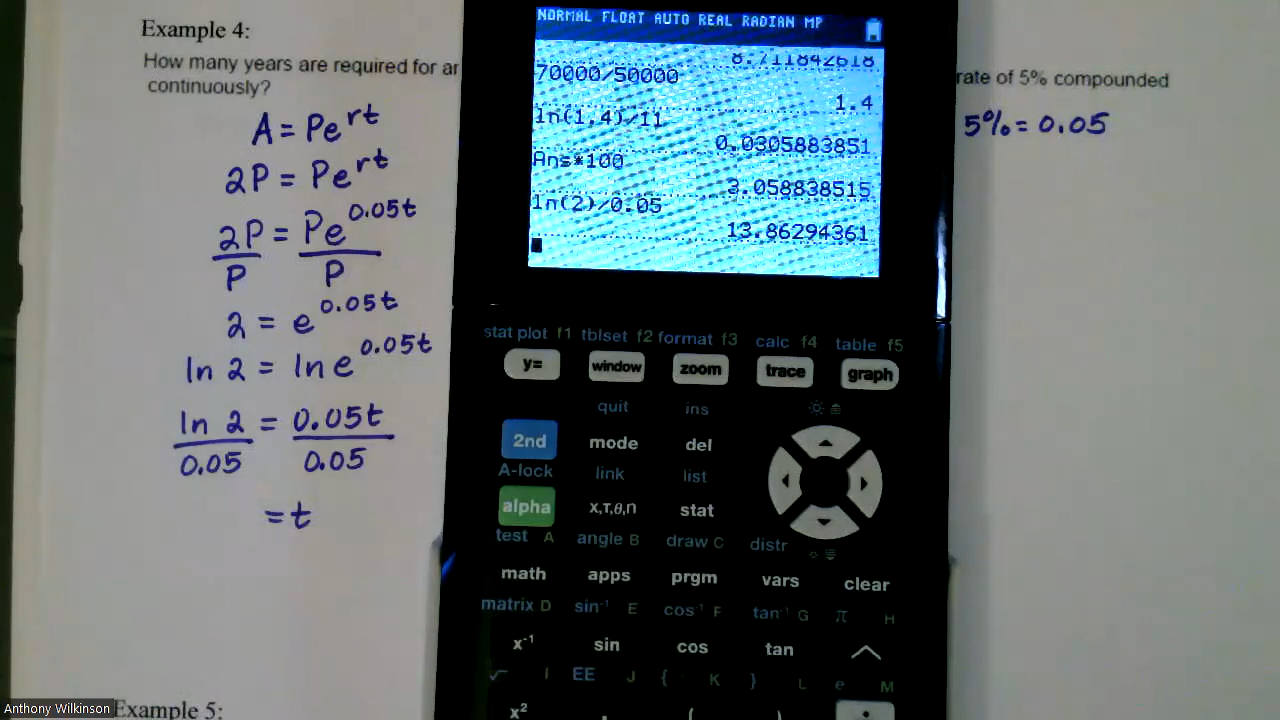 Example 4:
How many years are required for an rate of 5% compounded
continuously?
A = Pe^rt
5% = 0.05
2P = Pe^rt
2P/P = Pe^0.05t/P
2 = e^0.05t
ln 2 = ln e^0.05t
ln 2/0.05 = 0.05t/0.05
= t
NORMAL FLOAT AUTO REAL RADIAN MP
8.711842618
70000/50000
1.4
ln(1.4)/11
0.0305883851
Ans*100
3.058838515
ln(2)/0.05
13.86294361
stat plot f1 tblset f2 format f3 calc f4 table f5
y= window zoom trace graph
quit ins
2nd mode del
A-lock link list
alpha X,T,θ,n stat
test A angle B draw C distr
math apps prgm vars clear
matrix D sin⁻¹ E cos⁻¹ F tan⁻¹ G π H
x⁻¹ sin cos tan ^
√ I EE J { K } L e M
x² , ( ) ÷
Anthony Wilkinson
Example 5: